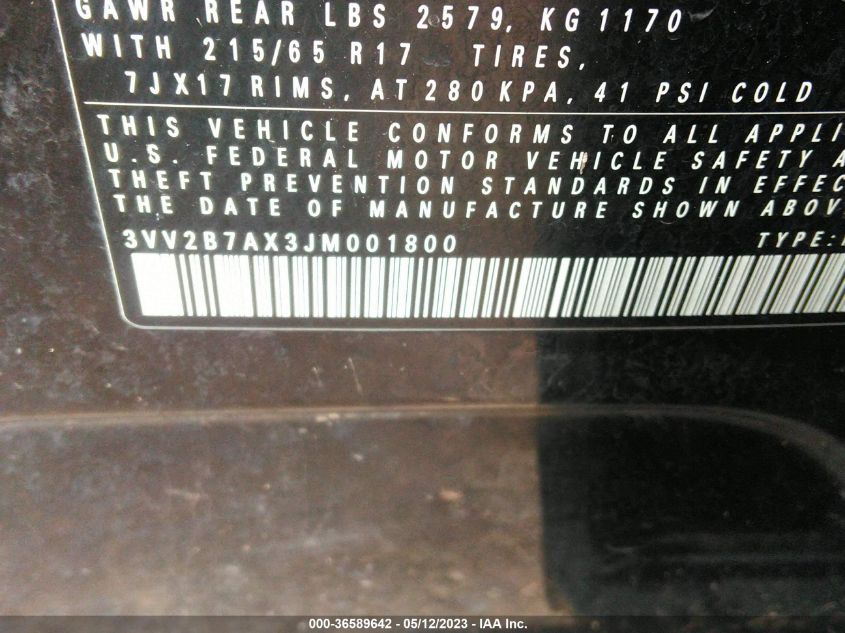 GAWR REAR LBS 2579, KG 1170
WITH 215/65 R17 TIRES,
7JX17 RIMS, AT 280 KPA, 41 PSI COLD
THIS VEHICLE CONFORMS TO ALL APPLI
U.S. FEDERAL MOTOR VEHICLE SAFETY A
THEFT PREVENTION STANDARDS IN EFFEC
THE DATE OF MANUFACTURE SHOWN ABOV
3VV2B7AX3JM001800 TYPE:
000-36589642 - 05/12/2023 - IAA Inc.